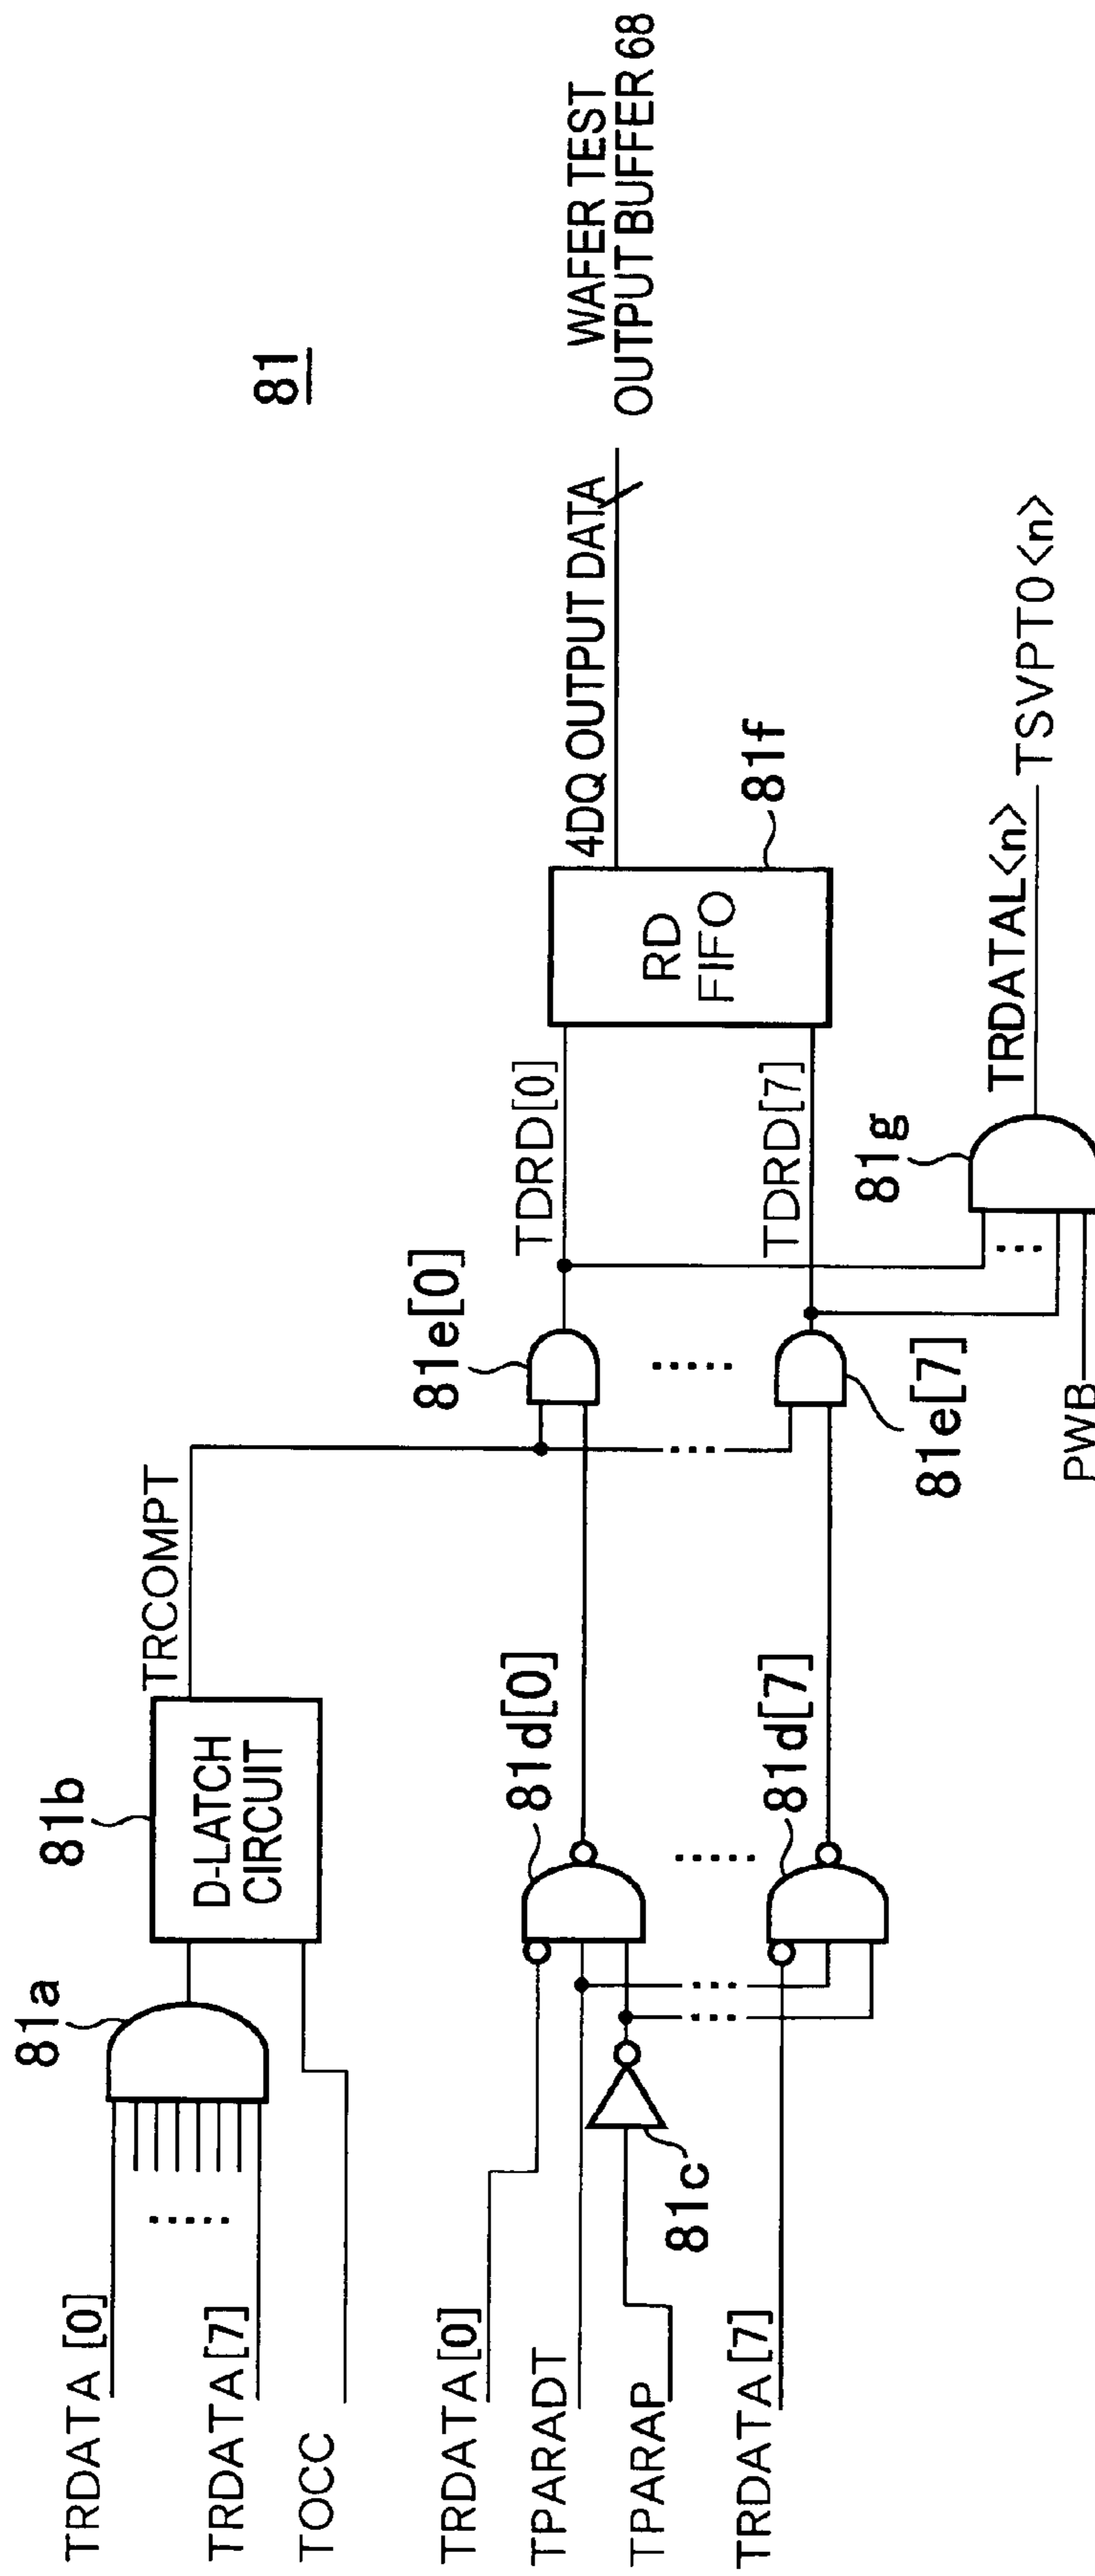 81
TRDATA [0]
TRDATA [7]
TOCC
81a
81b
D-LATCH
CIRCUIT
TRCOMPT
TRDATA [0]
TPARADT
TPARAP
TRDATA [7]
81c
81d[0]
81d[7]
81e[0]
81e[7]
TDRD[0]
TDRD[7]
RD
FIFO
81f
4DQ OUTPUT DATA
WAFER TEST
OUTPUT BUFFER 68
PWB
81g
TRDATAL<n>
TSVPT0<n>